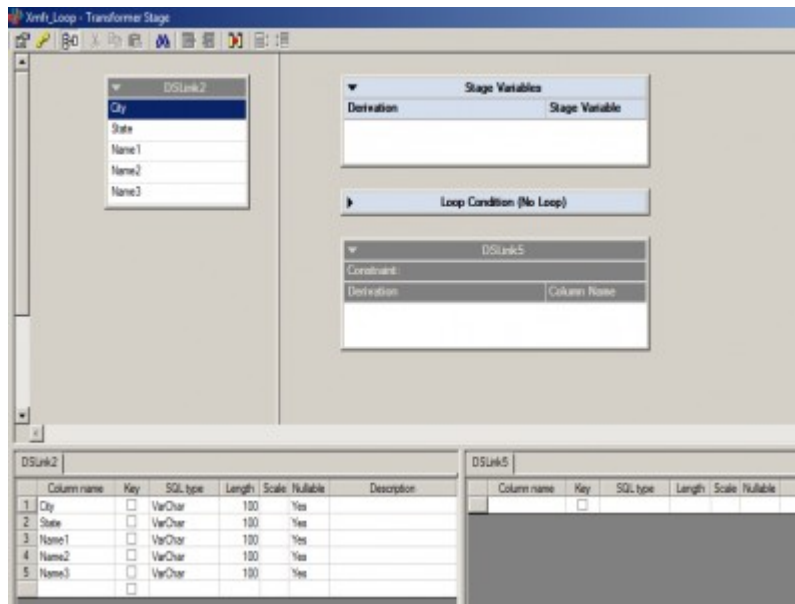 Xmfr_Loop - Transformer Stage
DSLink2
City
State
Name1
Name2
Name3
Stage Variables
Derivation Stage Variable
Loop Condition (No Loop)
DSLink5
Constraint:
Derivation Column Name
DSLink2
Column name Key SQL type Length Scale Nullable Description
1 City VarChar 100 Yes
2 State VarChar 100 Yes
3 Name1 VarChar 100 Yes
4 Name2 VarChar 100 Yes
5 Name3 VarChar 100 Yes
DSLink5
Column name Key SQL type Length Scale Nullable